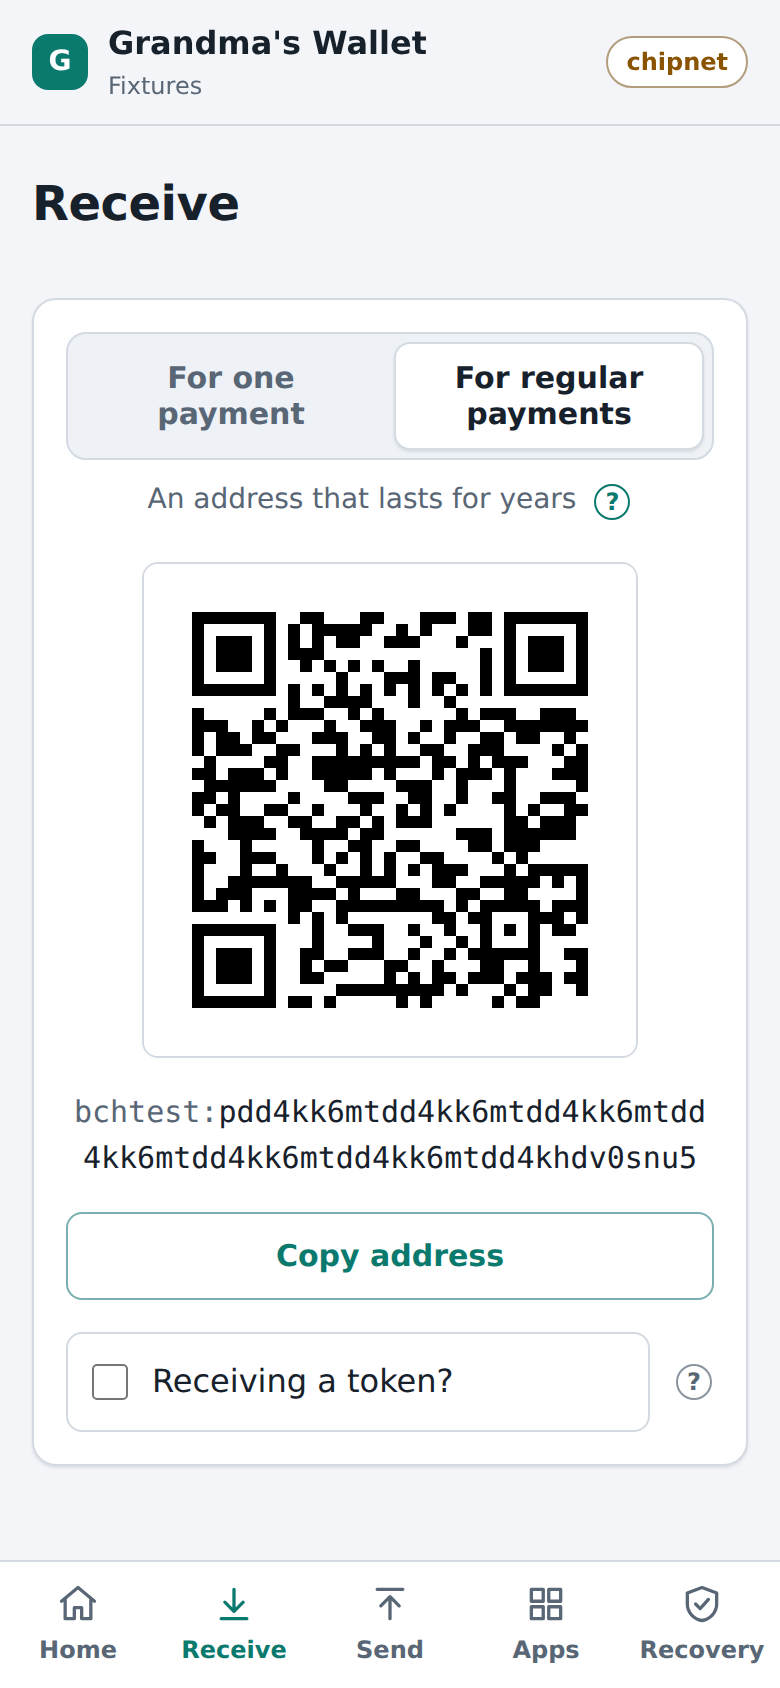 G
Grandma's Wallet
Fixtures
chipnet
Receive
For one
payment
For regular
payments
An address that lasts for years ?
bchtest:pdd4kk6mtdd4kk6mtdd4kk6mtdd
4kk6mtdd4kk6mtdd4kk6mtdd4khdv0snu5
Copy address
Receiving a token? ?
Home
Receive
Send
Apps
Recovery